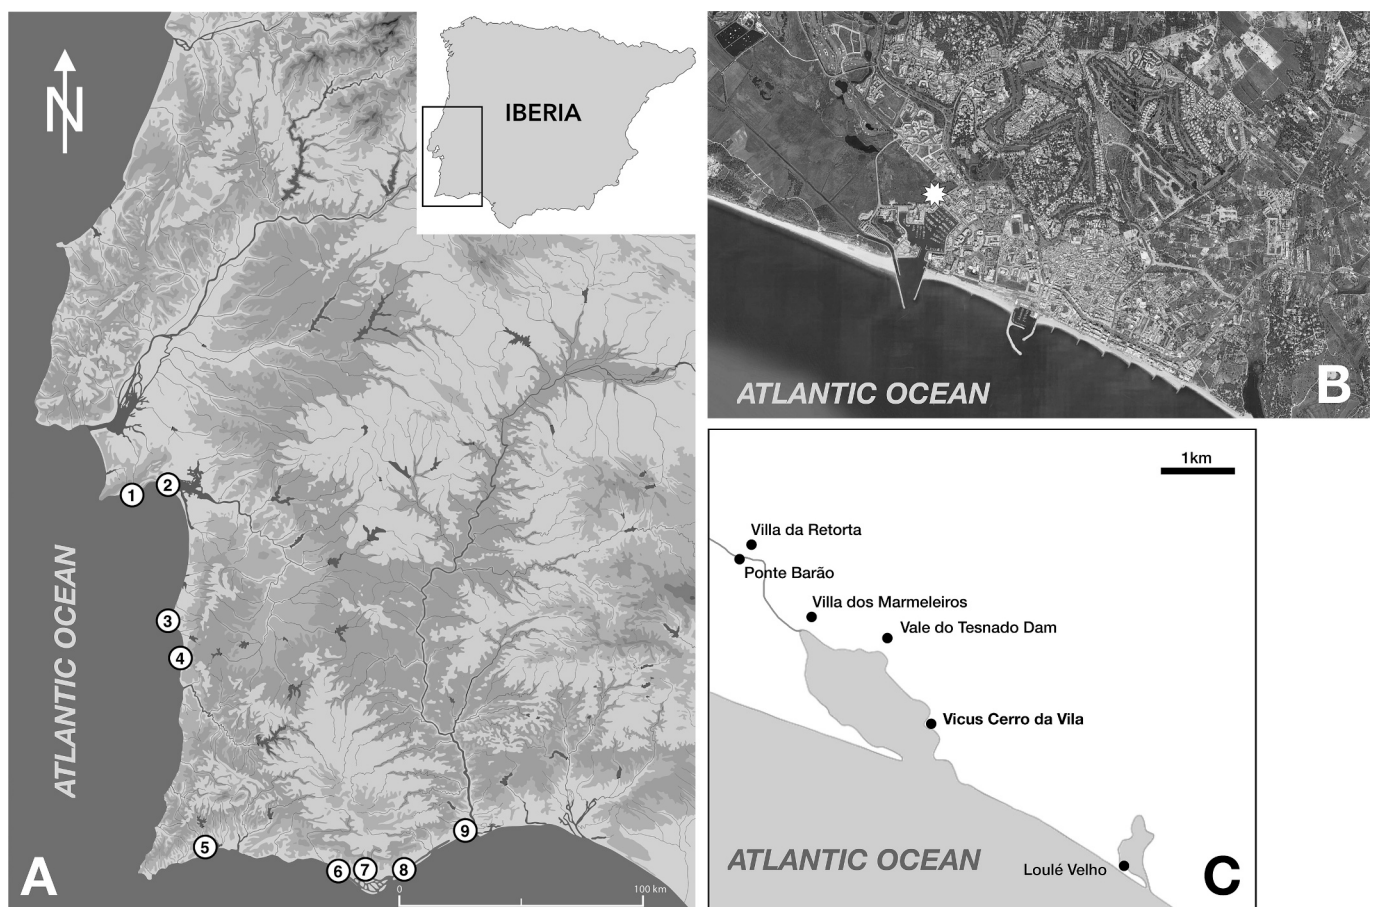 N
IBERIA
ATLANTIC OCEAN
1
2
3
4
5
6
7
8
9
0
100 km
A
ATLANTIC OCEAN
B
1km
Villa da Retorta
Ponte Barão
Villa dos Marmeleiros
Vale do Tesnado Dam
Vicus Cerro da Vila
ATLANTIC OCEAN
Loulé Velho
C